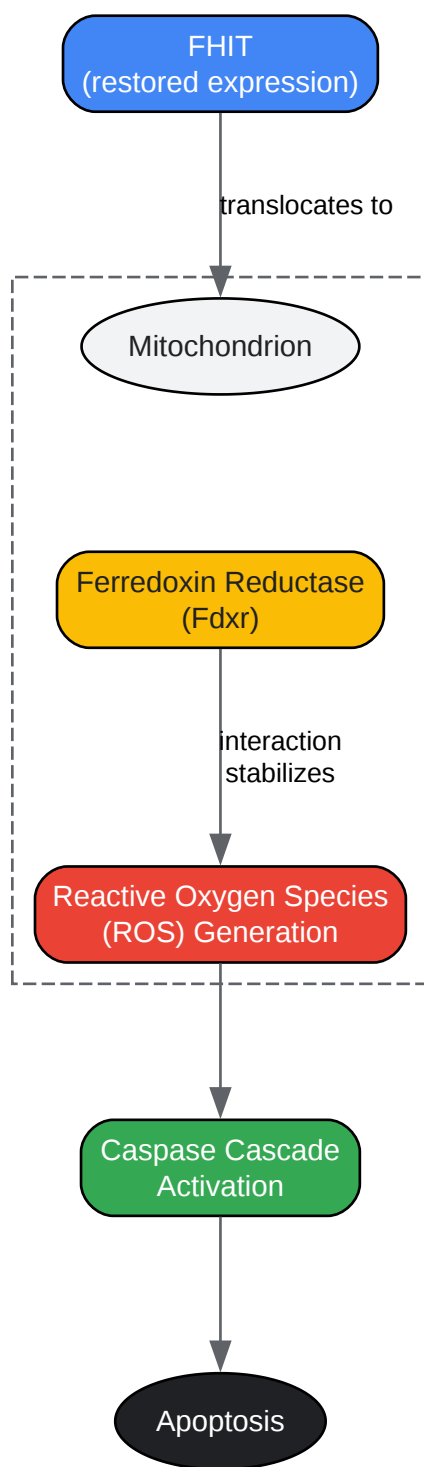 FHIT
(restored expression)
translocates to
Mitochondrion
Ferredoxin Reductase
(Fdxr)
interaction
stabilizes
Reactive Oxygen Species
(ROS) Generation
Caspase Cascade
Activation
Apoptosis